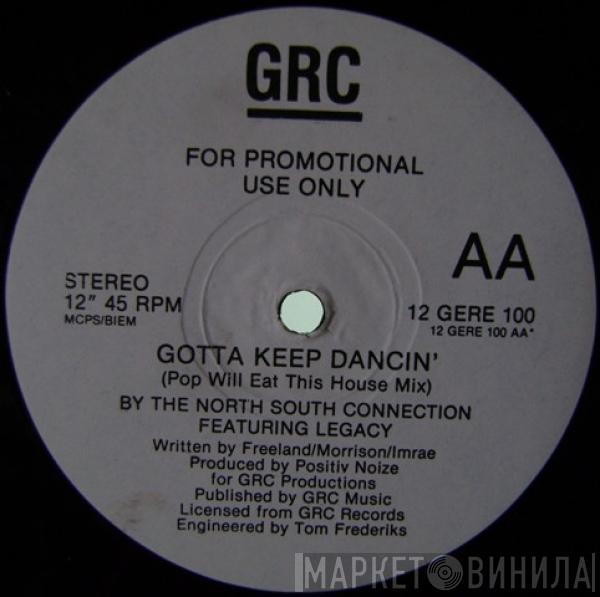 GRC
FOR PROMOTIONAL
USE ONLY
AA
STEREO
12" 45 RPM
MCPS/BIEM
12 GERE 100
12 GERE 100 AA*
GOTTA KEEP DANCIN'
(Pop Will Eat This House Mix)
BY THE NORTH SOUTH CONNECTION
FEATURING LEGACY
Written by Freeland/Morrison/Imrae
Produced by Positiv Noize
for GRC Productions
Published by GRC Music
Licensed from GRC Records
Engineered by Tom Frederiks
МАРКЕТ ВИНИЛА